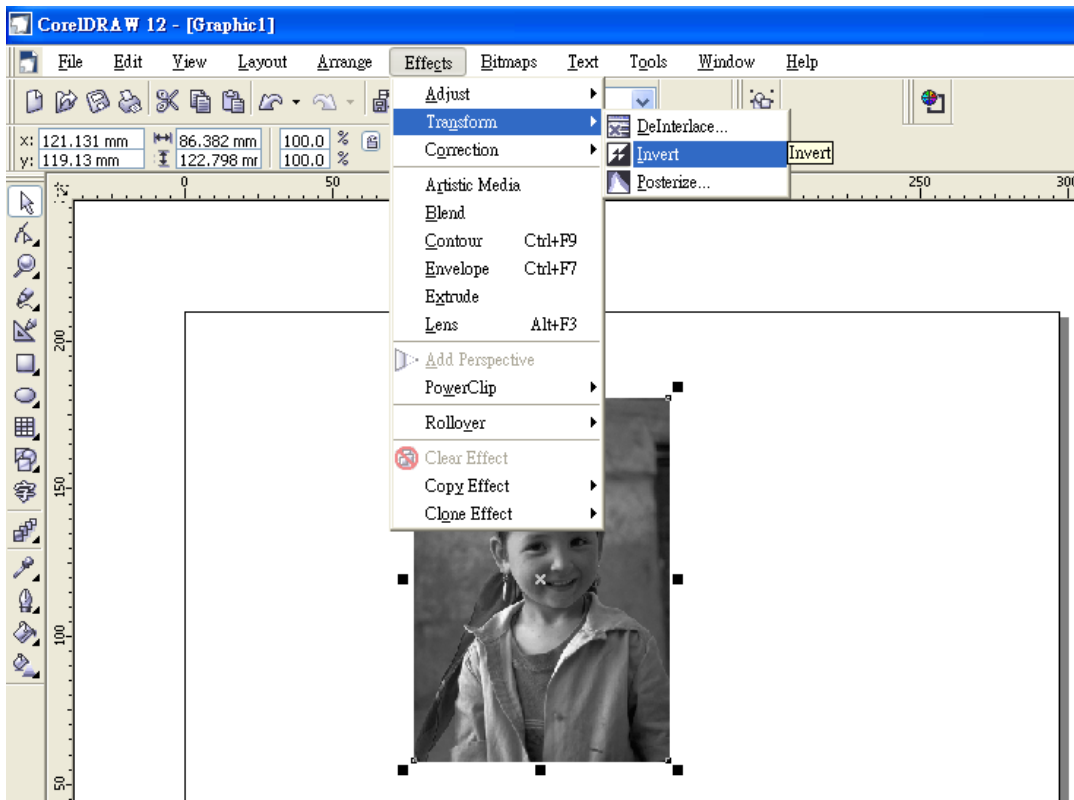 CorelDRAW 12 - [Graphic1]
File Edit View Layout Arrange Effects Bitmaps Text Tools Window Help
x: 121.131 mm 86.382 mm 100.0 %
y: 119.13 mm 122.798 mr 100.0 %
Adjust
Transform
Correction
Artistic Media
Blend
Contour Ctrl+F9
Envelope Ctrl+F7
Extrude
Lens Alt+F3
Add Perspective
PowerClip
Rollover
Clear Effect
Copy Effect
Clone Effect
DeInterlace...
Invert
Posterize...
Invert
0 50 250 300
200
150
100
50
字